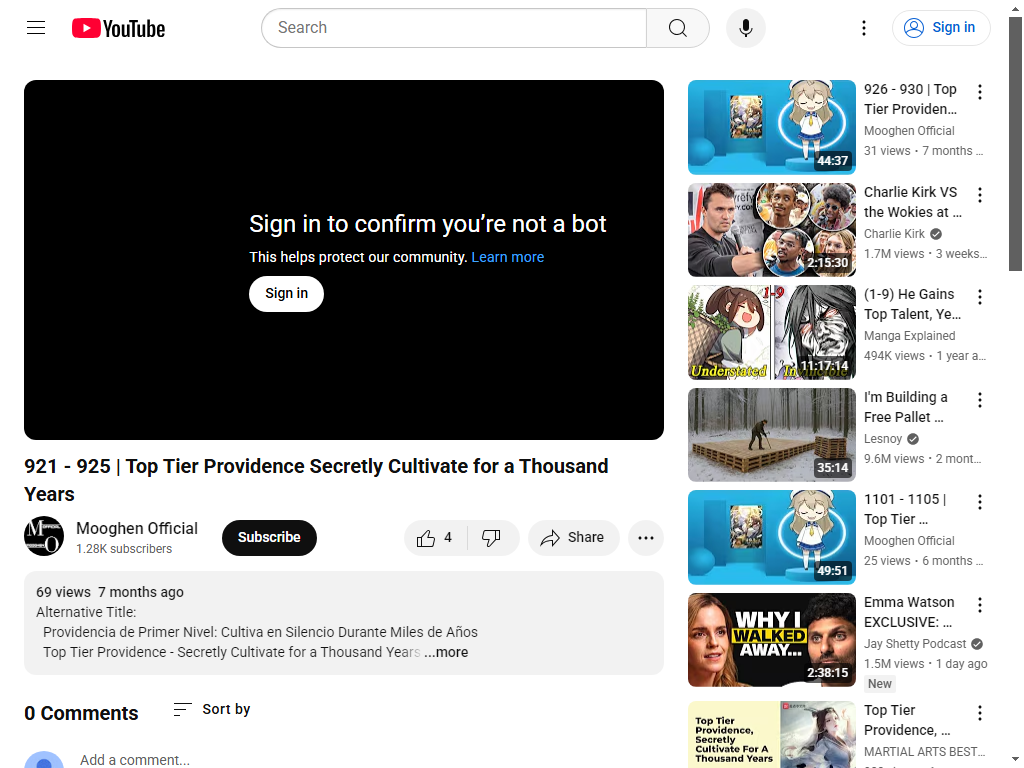 YouTube
Search
Sign in
Sign in to confirm you’re not a bot
This helps protect our community. Learn more
Sign in
921 - 925 | Top Tier Providence Secretly Cultivate for a Thousand
Years
Mooghen Official
1.28K subscribers
Subscribe
4
Share
69 views 7 months ago
Alternative Title:
Providencia de Primer Nivel: Cultiva en Silencio Durante Miles de Años
Top Tier Providence - Secretly Cultivate for a Thousand Years ...more
0 Comments
Sort by
Add a comment...
44:37
926 - 930 | Top
Tier Providen…
Mooghen Official
31 views • 7 months …
2:15:30
Charlie Kirk VS
the Wokies at …
Charlie Kirk
1.7M views • 3 weeks…
1-9
Understated
Invincible
11:17:14
(1-9) He Gains
Top Talent, Ye…
Manga Explained
494K views • 1 year a…
35:14
I'm Building a
Free Pallet …
Lesnoy
9.6M views • 2 mont…
49:51
1101 - 1105 |
Top Tier …
Mooghen Official
25 views • 6 months …
WHY I
WALKED
AWAY...
2:38:15
Emma Watson
EXCLUSIVE: …
Jay Shetty Podcast
1.5M views • 1 day ago
New
Top Tier
Providence,
Secretly
Cultivate For A
Thousand Years
Top Tier
Providence, …
MARTIAL ARTS BEST…